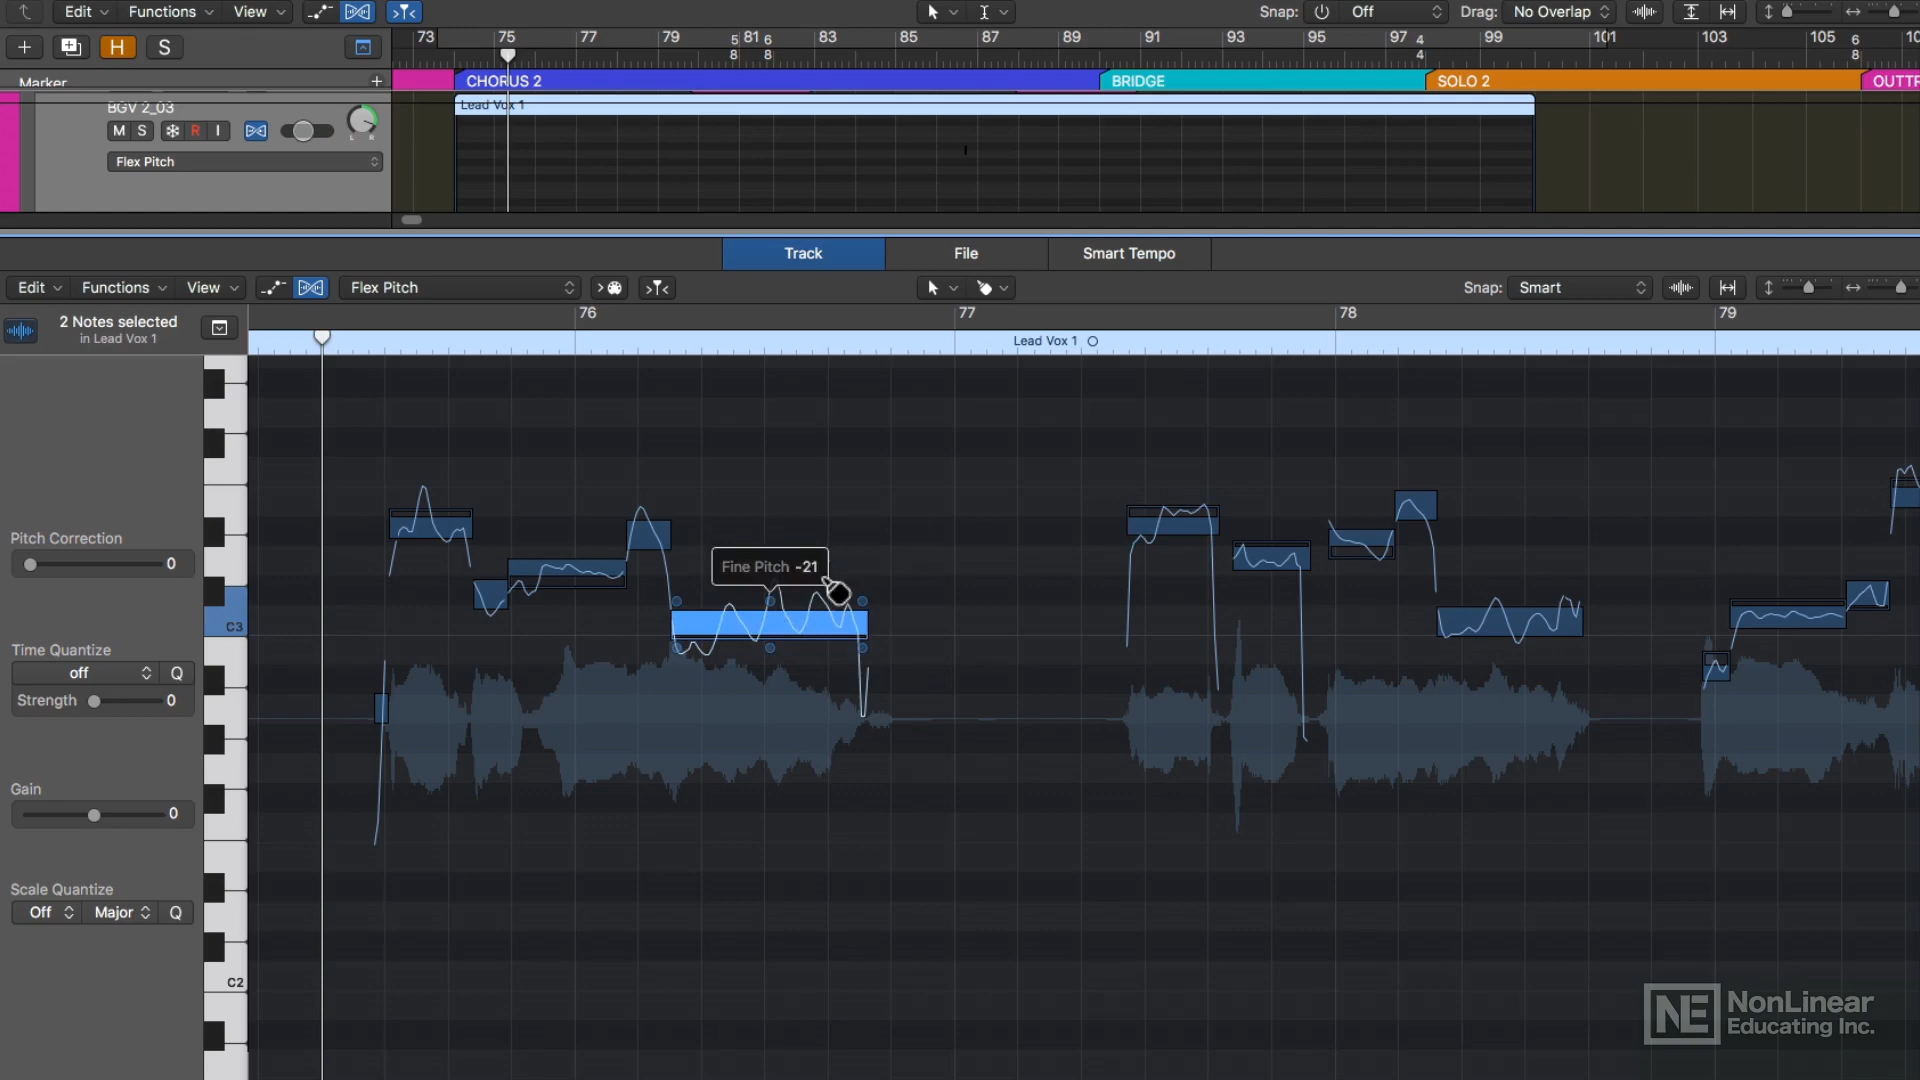 Edit Functions View Snap: Off Drag: No Overlap
H S 73 75 77 79 5 81 6 83 85 87 89 91 93 95 97 4 99 101 103 105 6
8 8 4 8
Marker CHORUS 2 BRIDGE SOLO 2 OUTTR
BGV 2_03 Lead Vox 1
M S R I L R
Flex Pitch
Track File Smart Tempo
Edit Functions View Flex Pitch Snap: Smart
2 Notes selected 76 77 78 79
in Lead Vox 1 Lead Vox 1
Pitch Correction
0
Fine Pitch -21
C3
Time Quantize
off Q
Strength 0
Gain
0
Scale Quantize
Off Major Q
C2
NE NonLinear
Educating Inc.